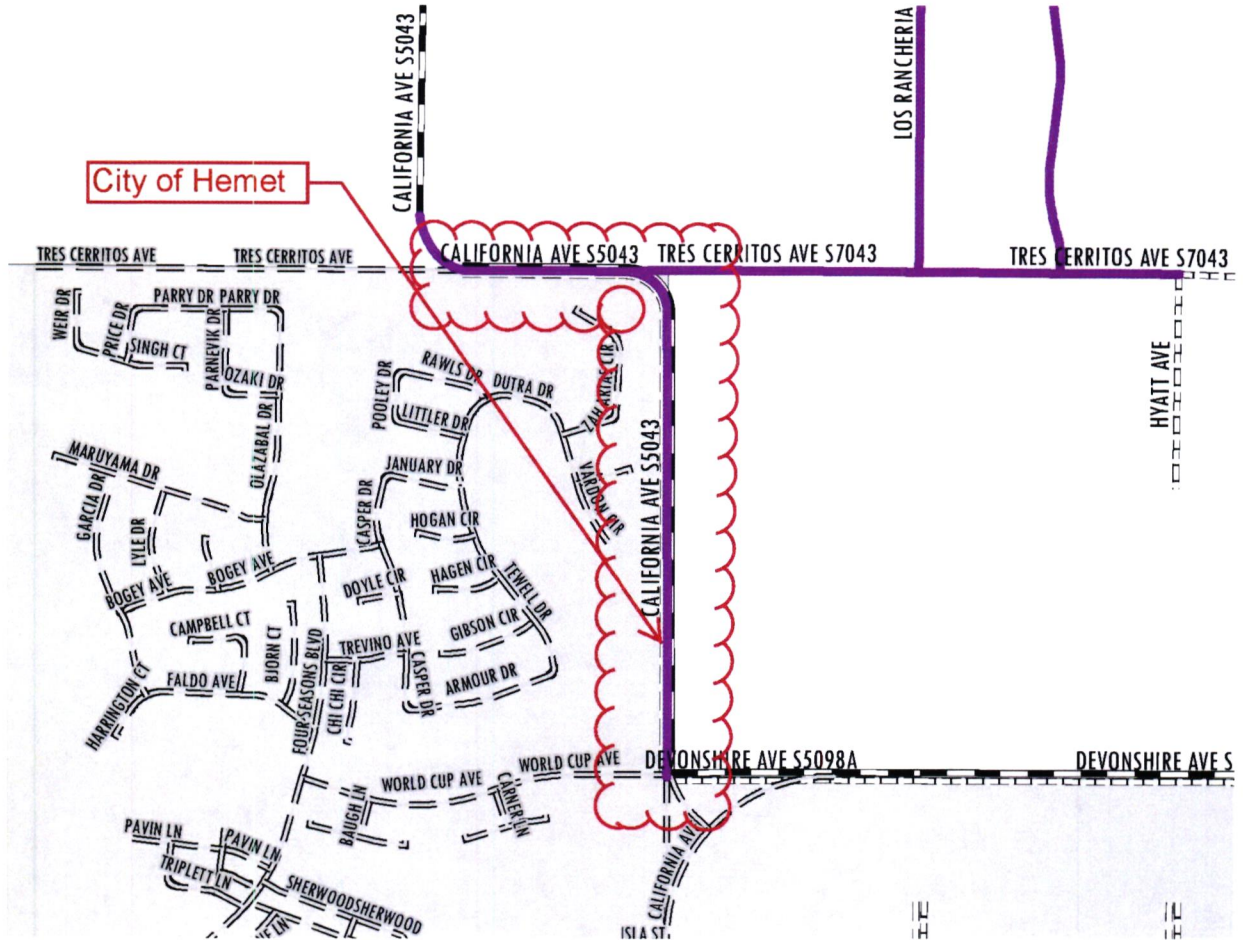 CALIFORNIA AVE S5043
LOS RANCHERIA
City of Hemet
TRES CERRITOS AVE
TRES CERRITOS AVE
CALIFORNIA AVE S5043
TRES CERRITOS AVE S7043
TRES CERRITOS AVE S7043
WEIR DR
PRICE DR
PARRY DR
PARRY DR
SINGH CT
PARNEVIK DR
OZAKI DR
OLAZABAL DR
POOLEY DR
RAWLS DR
DUTRA DR
LITTLER DR
ZAHARIAS CIR
HYATT AVE
MARUYAMA DR
GARCIA DR
LYLE DR
JANUARY DR
CASPER DR
HOGAN CIR
VARDON CIR
CALIFORNIA AVE S5043
BOGEY AVE
BOGEY AVE
DOYLE CIR
HAGEN CIR
TEWELL DR
CAMPBELL CT
BJORN CT
FOUR SEASONS BLVD
CHI CHI CIR
TREVINO AVE
GIBSON CIR
CASPER DR
ARMOUR DR
HARRINGTON CT
FALDO AVE
WORLD CUP AVE
WORLD CUP AVE
DEVONSHIRE AVE S5098A
DEVONSHIRE AVE S
BAUGH LN
CARNER LN
PAVIN LN
PAVIN LN
TRIPLETT LN
SHERWOOD
SHERWOOD
CALIFORNIA AVE
ISLA ST